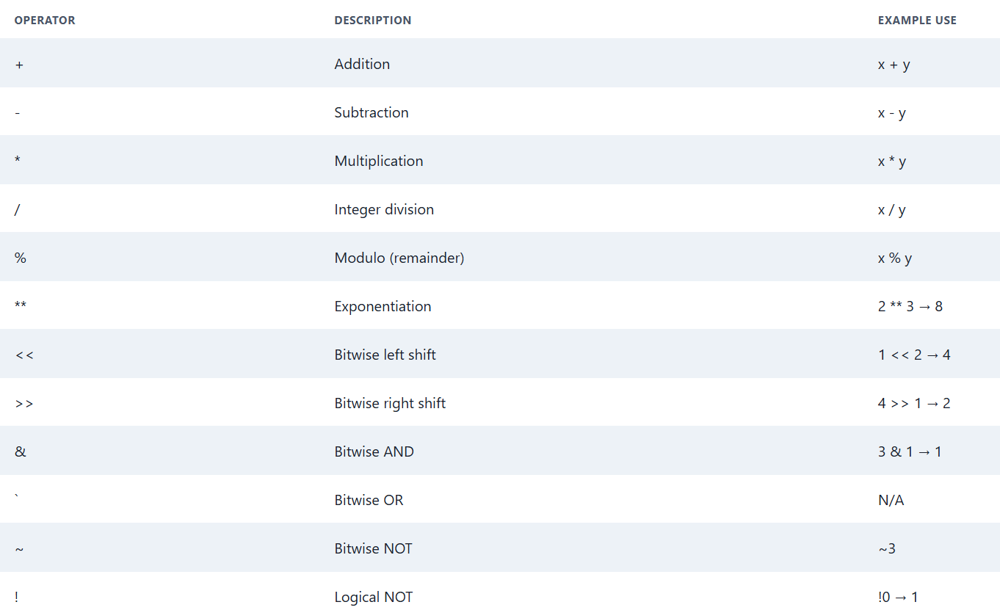 OPERATOR DESCRIPTION EXAMPLE USE
+ Addition x + y
- Subtraction x - y
* Multiplication x * y
/ Integer division x / y
% Modulo (remainder) x % y
** Exponentiation 2 ** 3 → 8
<< Bitwise left shift 1 << 2 → 4
>> Bitwise right shift 4 >> 1 → 2
& Bitwise AND 3 & 1 → 1
` Bitwise OR N/A
~ Bitwise NOT ~3
! Logical NOT !0 → 1